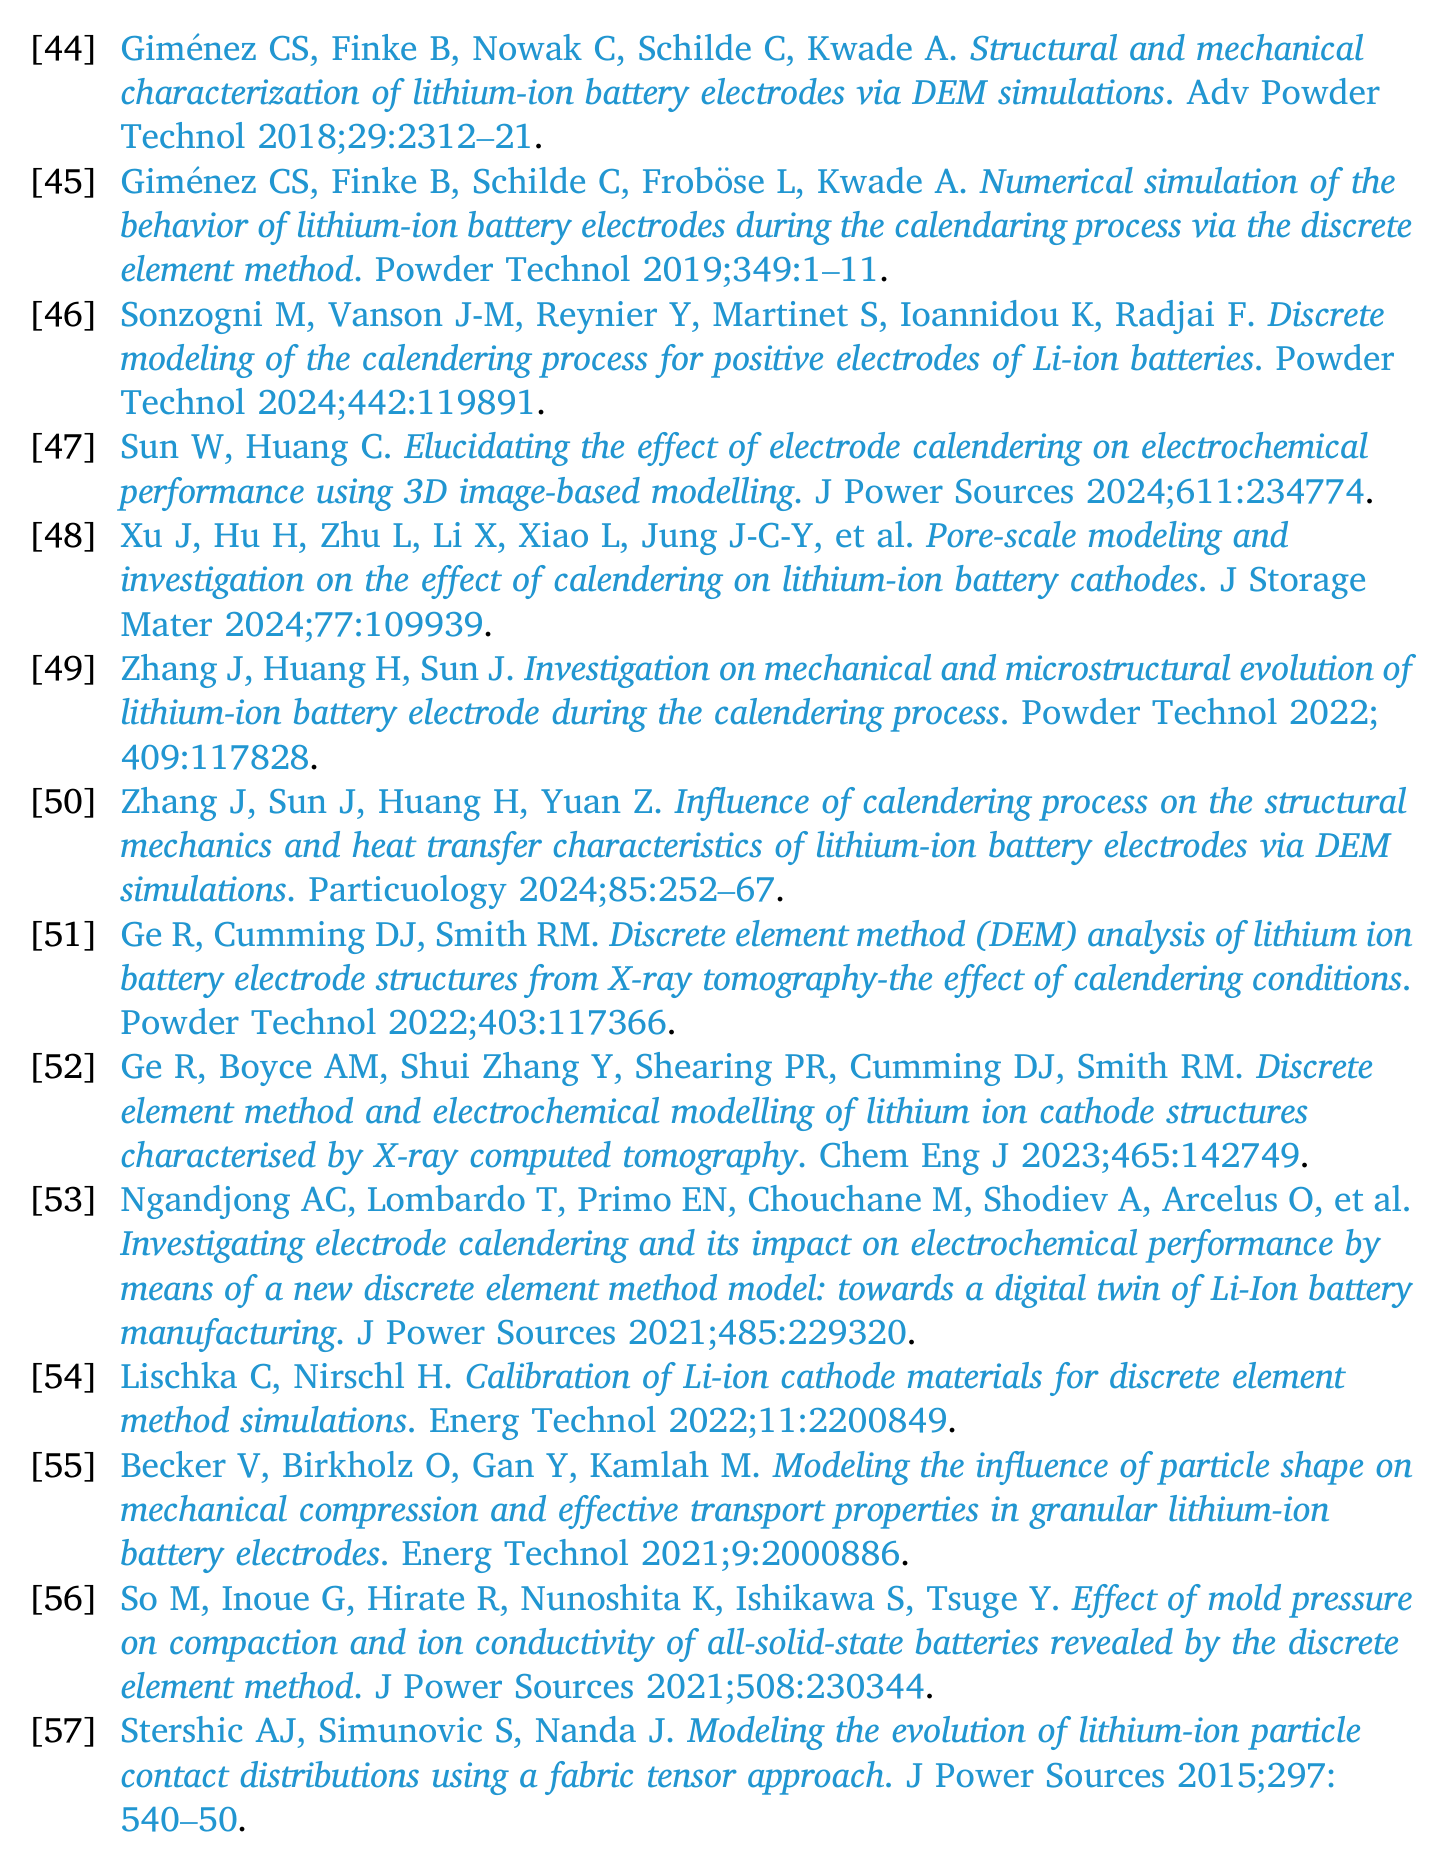 [44] Giménez CS, Finke B, Nowak C, Schilde C, Kwade A. Structural and mechanical
characterization of lithium-ion battery electrodes via DEM simulations. Adv Powder
Technol 2018;29:2312–21.
[45] Giménez CS, Finke B, Schilde C, Froböse L, Kwade A. Numerical simulation of the
behavior of lithium-ion battery electrodes during the calendaring process via the discrete
element method. Powder Technol 2019;349:1–11.
[46] Sonzogni M, Vanson J-M, Reynier Y, Martinet S, Ioannidou K, Radjai F. Discrete
modeling of the calendering process for positive electrodes of Li-ion batteries. Powder
Technol 2024;442:119891.
[47] Sun W, Huang C. Elucidating the effect of electrode calendering on electrochemical
performance using 3D image-based modelling. J Power Sources 2024;611:234774.
[48] Xu J, Hu H, Zhu L, Li X, Xiao L, Jung J-C-Y, et al. Pore-scale modeling and
investigation on the effect of calendering on lithium-ion battery cathodes. J Storage
Mater 2024;77:109939.
[49] Zhang J, Huang H, Sun J. Investigation on mechanical and microstructural evolution of
lithium-ion battery electrode during the calendering process. Powder Technol 2022;
409:117828.
[50] Zhang J, Sun J, Huang H, Yuan Z. Influence of calendering process on the structural
mechanics and heat transfer characteristics of lithium-ion battery electrodes via DEM
simulations. Particuology 2024;85:252–67.
[51] Ge R, Cumming DJ, Smith RM. Discrete element method (DEM) analysis of lithium ion
battery electrode structures from X-ray tomography-the effect of calendering conditions.
Powder Technol 2022;403:117366.
[52] Ge R, Boyce AM, Shui Zhang Y, Shearing PR, Cumming DJ, Smith RM. Discrete
element method and electrochemical modelling of lithium ion cathode structures
characterised by X-ray computed tomography. Chem Eng J 2023;465:142749.
[53] Ngandjong AC, Lombardo T, Primo EN, Chouchane M, Shodiev A, Arcelus O, et al.
Investigating electrode calendering and its impact on electrochemical performance by
means of a new discrete element method model: towards a digital twin of Li-Ion battery
manufacturing. J Power Sources 2021;485:229320.
[54] Lischka C, Nirschl H. Calibration of Li-ion cathode materials for discrete element
method simulations. Energ Technol 2022;11:2200849.
[55] Becker V, Birkholz O, Gan Y, Kamlah M. Modeling the influence of particle shape on
mechanical compression and effective transport properties in granular lithium-ion
battery electrodes. Energ Technol 2021;9:2000886.
[56] So M, Inoue G, Hirate R, Nunoshita K, Ishikawa S, Tsuge Y. Effect of mold pressure
on compaction and ion conductivity of all-solid-state batteries revealed by the discrete
element method. J Power Sources 2021;508:230344.
[57] Stershic AJ, Simunovic S, Nanda J. Modeling the evolution of lithium-ion particle
contact distributions using a fabric tensor approach. J Power Sources 2015;297:
540–50.